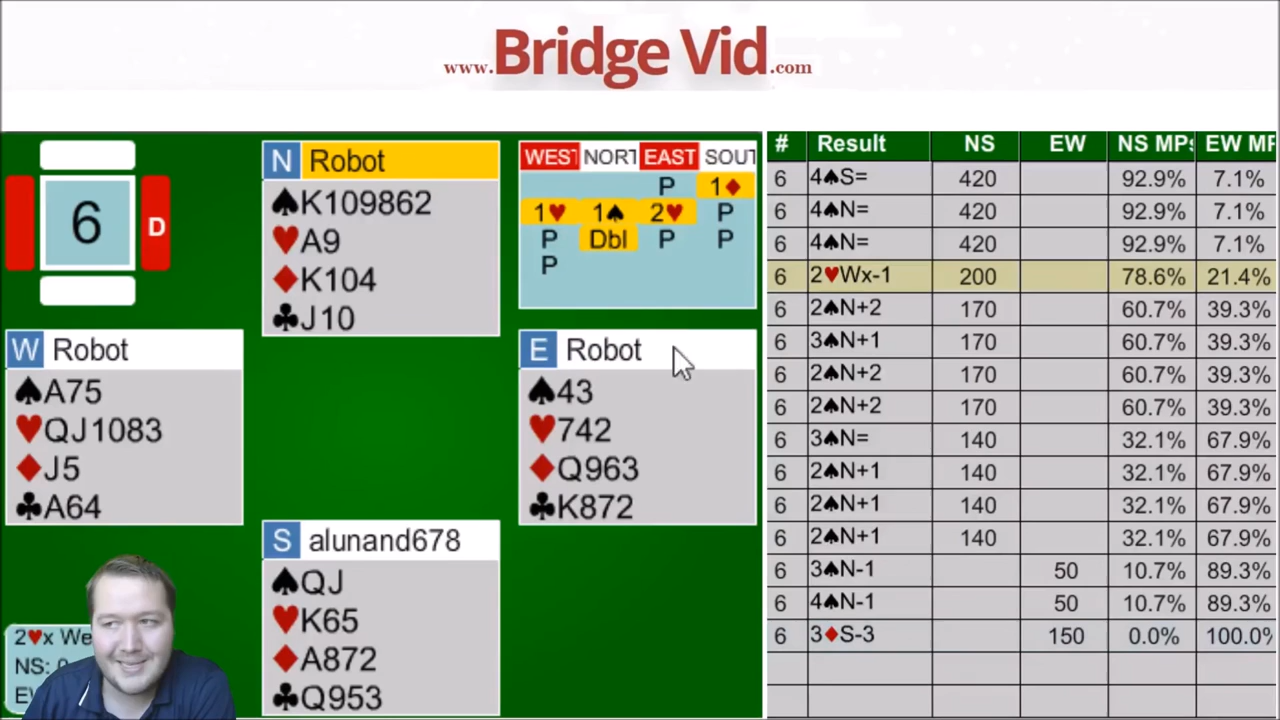 www.Bridge Vid.com
6
D
N Robot
♠K109862
♥A9
♦K104
♣J10
WEST NORT EAST SOUT
P 1♦
1♥ 1♠ 2♥ P
P Dbl P P
P
W Robot
♠A75
♥QJ1083
♦J5
♣A64
E Robot
♠43
♥742
♦Q963
♣K872
S alunand678
♠QJ
♥K65
♦A872
♣Q953
2♥x We
NS:
# Result NS EW NS MPs EW MP
6 4♠S= 420 92.9% 7.1%
6 4♠N= 420 92.9% 7.1%
6 4♠N= 420 92.9% 7.1%
6 2♥Wx-1 200 78.6% 21.4%
6 2♠N+2 170 60.7% 39.3%
6 3♠N+1 170 60.7% 39.3%
6 2♠N+2 170 60.7% 39.3%
6 2♠N+2 170 60.7% 39.3%
6 3♠N= 140 32.1% 67.9%
6 2♠N+1 140 32.1% 67.9%
6 2♠N+1 140 32.1% 67.9%
6 2♠N+1 140 32.1% 67.9%
6 3♠N-1 50 10.7% 89.3%
6 4♠N-1 50 10.7% 89.3%
6 3♦S-3 150 0.0% 100.0%